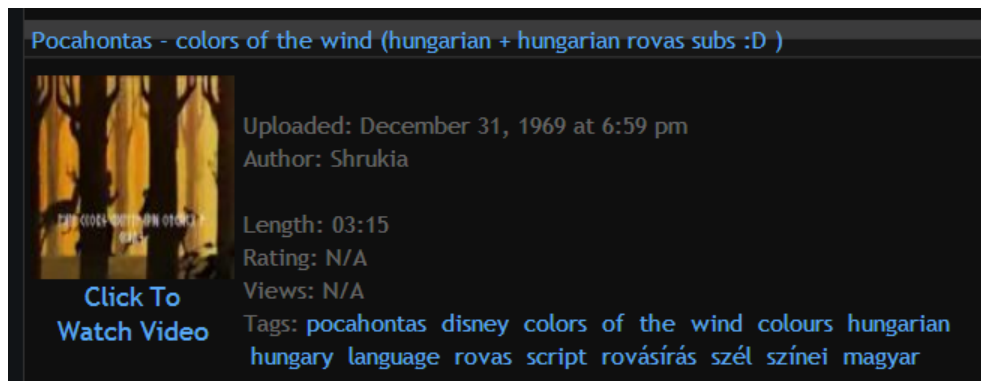 Pocahontas - colors of the wind (hungarian + hungarian rovas subs :D )
Uploaded: December 31, 1969 at 6:59 pm
Author: Shrukia
Length: 03:15
Rating: N/A
Views: N/A
Tags: pocahontas disney colors of the wind colours hungarian
hungary language rovas script rovásírás szél színei magyar
Click To
Watch Video